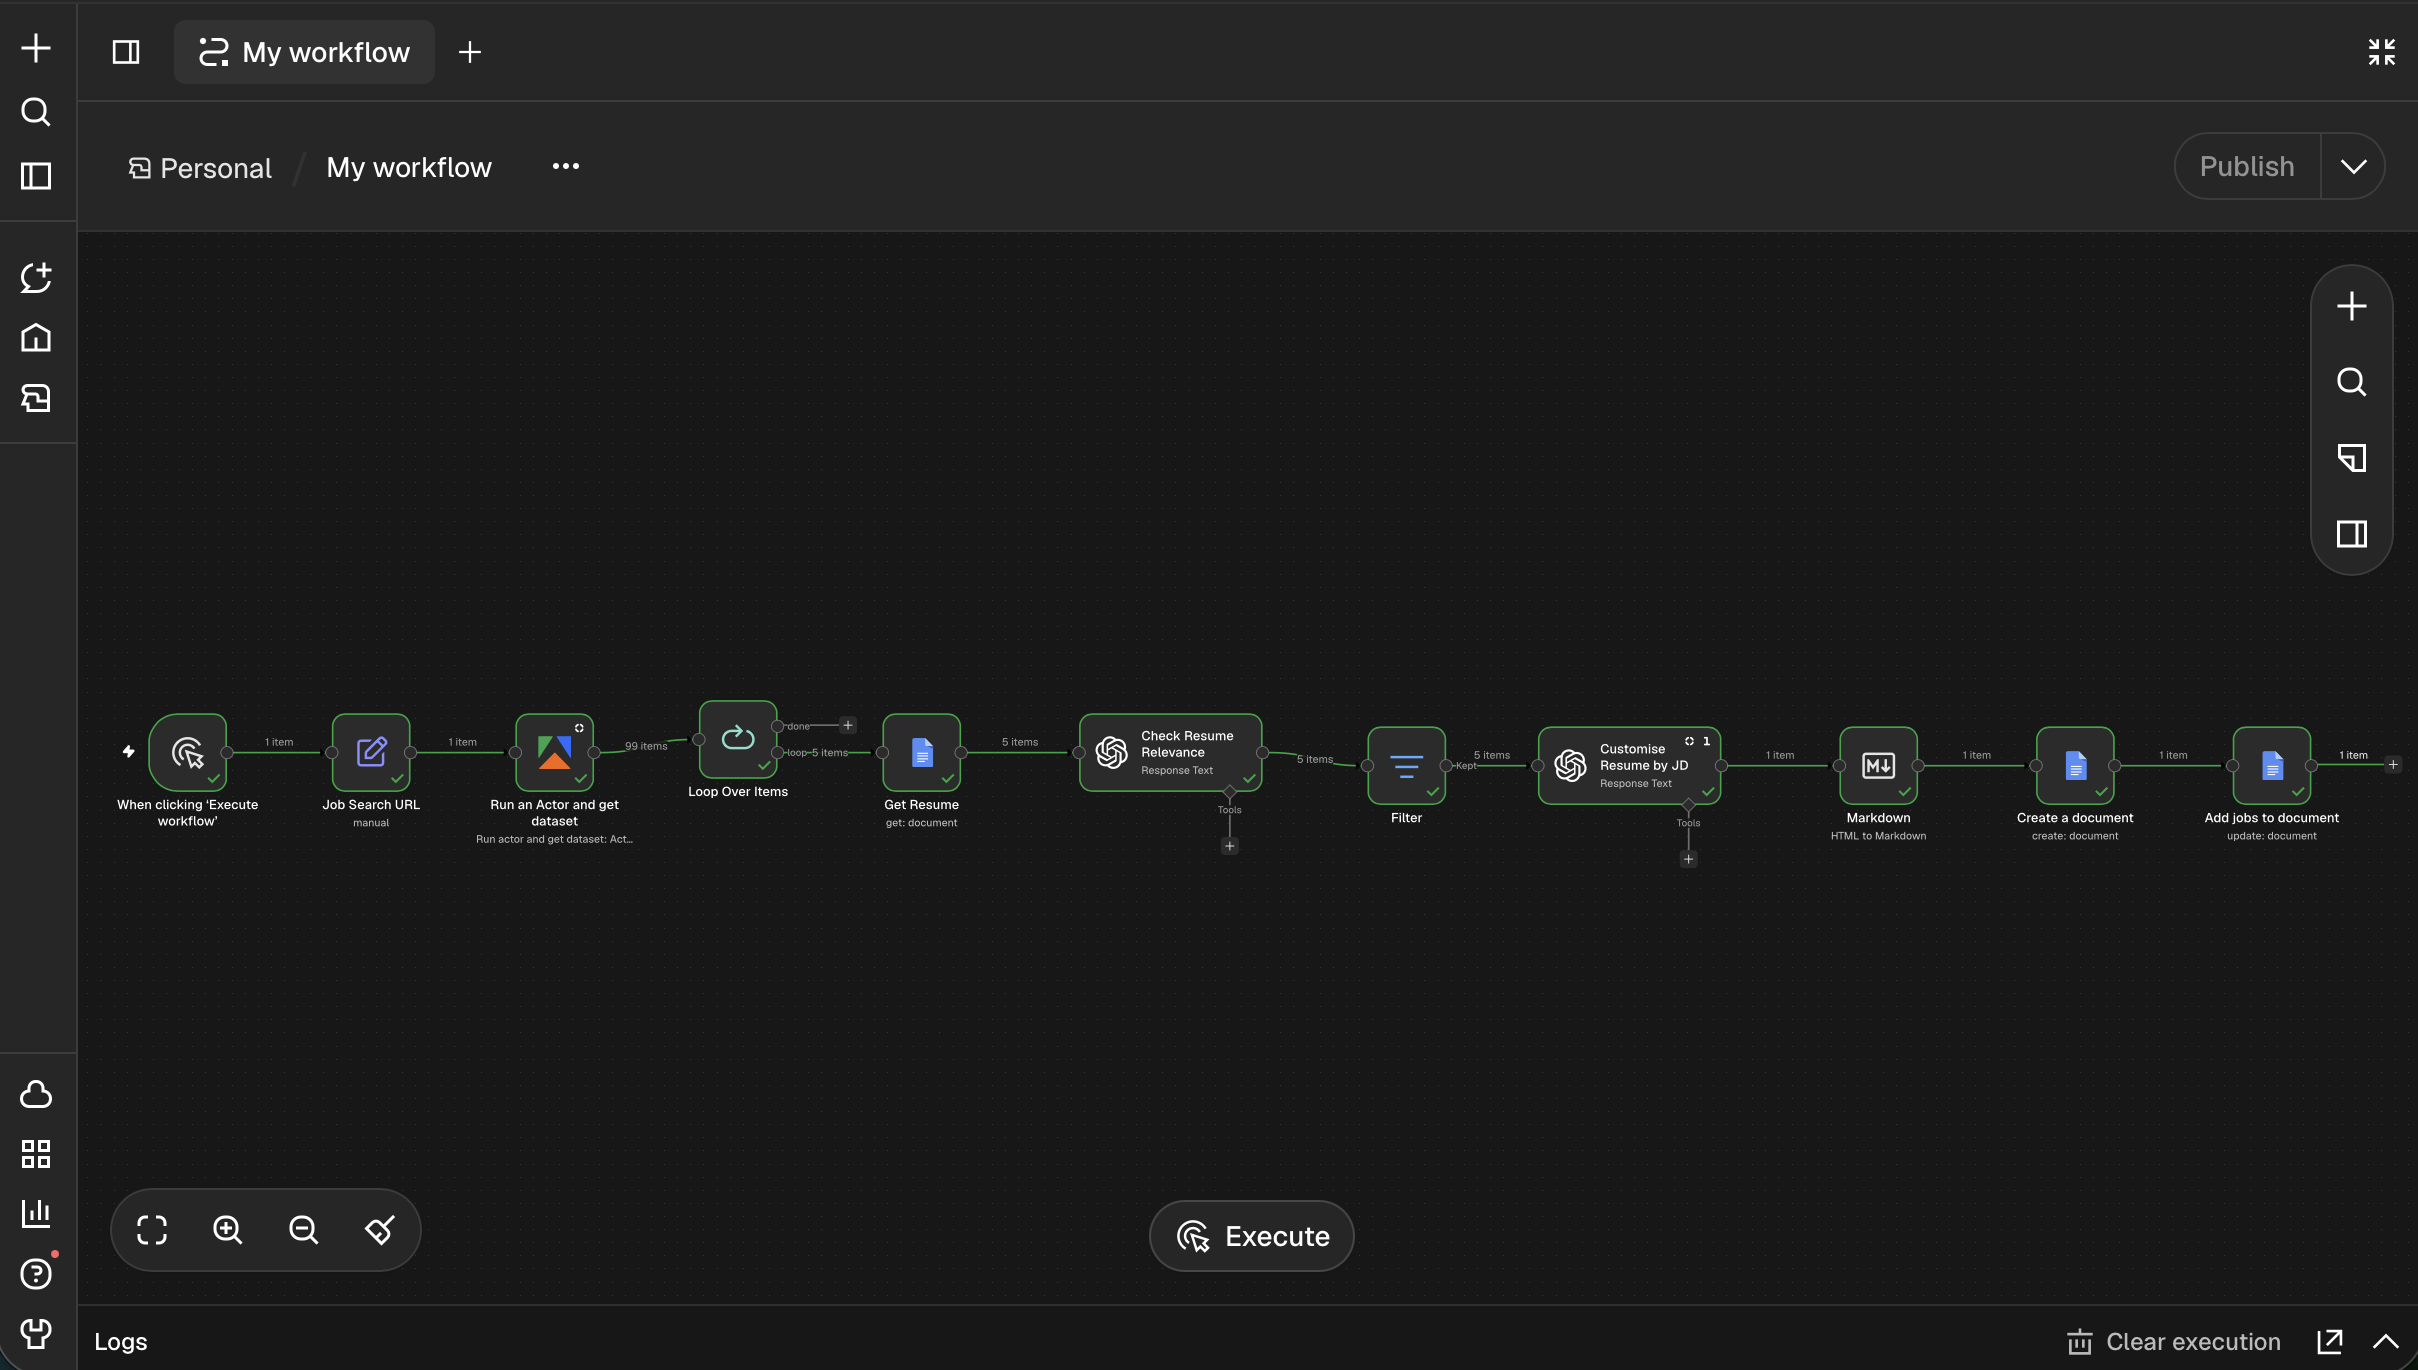 My workflow
Personal / My workflow
Publish
1 item
1 item
99 items
done
loop 5 items
5 items
Check Resume
Relevance
Response Text
Tools
5 items
Kept
5 items
Customise
Resume by JD
Response Text
1
Tools
1 item
1 item
1 item
1 item
When clicking ‘Execute
workflow’
Job Search URL
manual
Run an Actor and get
dataset
Run actor and get dataset: Act...
Loop Over Items
Get Resume
get: document
Filter
Markdown
HTML to Markdown
Create a document
create: document
Add jobs to document
update: document
Execute
Logs
Clear execution